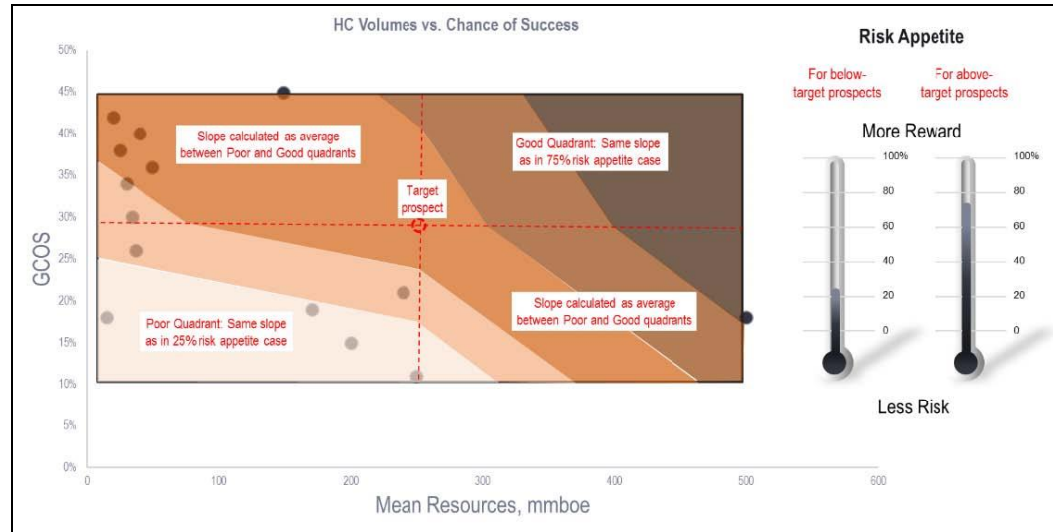 HC Volumes vs. Chance of Success
50%
45%
40%
35%
30%
25%
20%
15%
10%
5%
0%
GCOS
0
100
200
300
400
500
600
Mean Resources, mmboe
Slope calculated as average
between Poor and Good quadrants
Good Quadrant: Same slope
as in 75% risk appetite case
Target
prospect
Poor Quadrant: Same slope
as in 25% risk appetite case
Slope calculated as average
between Poor and Good quadrants
Risk Appetite
For below-
target prospects
For above-
target prospects
More Reward
100%
80
60
40
20
0
100%
80
60
40
20
0
Less Risk